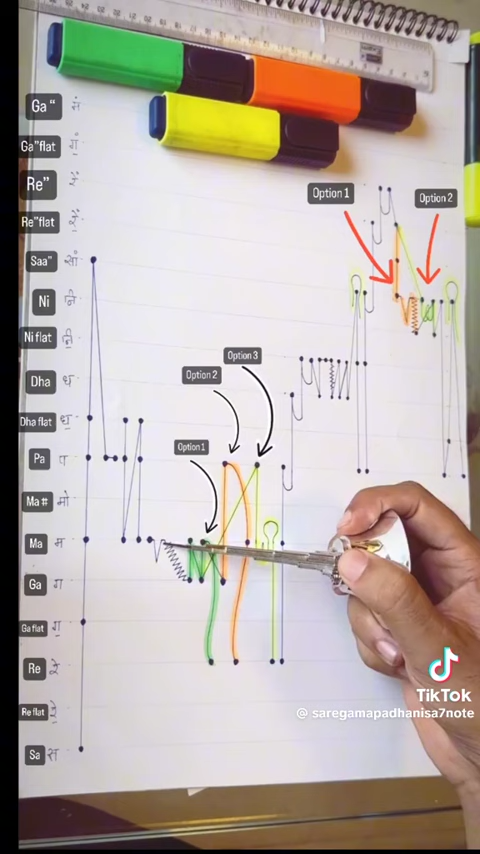 Ga “ सं
Ga”flat गं
Re” रें
Re”flat रें
Option 1
Option 2
Saa” सां
Ni नि
Ni flat नि
Dha ध
Option 3
Option 2
Dha flat ध
Option 1
Pa प
Ma# मो
Ma म
Ga ग
Ga flat ग
Re रे
TikTok
@ saregamapadhanisa7note
Re flat रे
Sa स